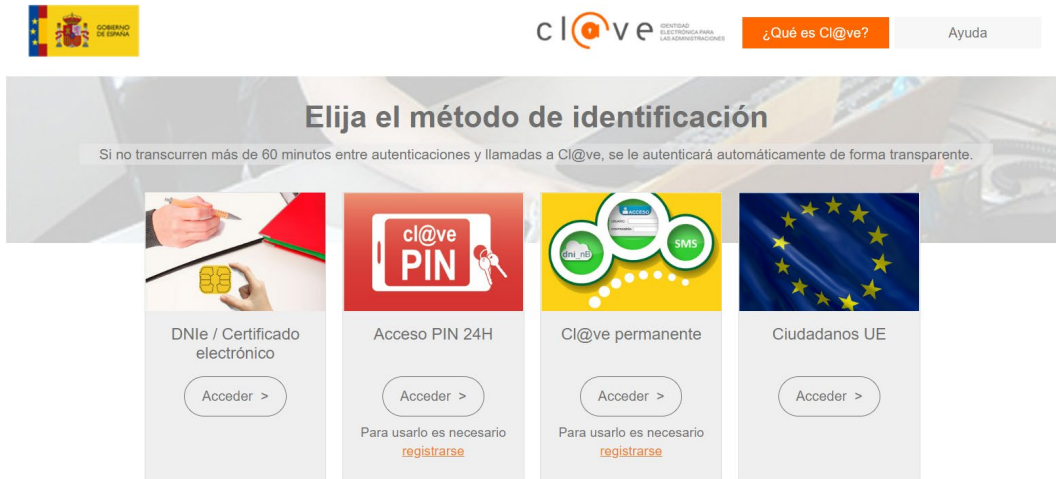 GOBIERNO
DE ESPAÑA
cl@ve
IDENTIDAD
ELECTRÓNICA PARA
LAS ADMINISTRACIONES
¿Qué es Cl@ve?
Ayuda
Elija el método de identificación
Si no transcurren más de 60 minutos entre autenticaciones y llamadas a Cl@ve, se le autenticará automáticamente de forma transparente.
cl@ve
PIN
ACCESO
USUARIO
CONTRASEÑA
dni_nB
SMS
DNIe / Certificado
electrónico
Acceso PIN 24H
Cl@ve permanente
Ciudadanos UE
Acceder >
Acceder >
Acceder >
Acceder >
Para usarlo es necesario
registrarse
Para usarlo es necesario
registrarse